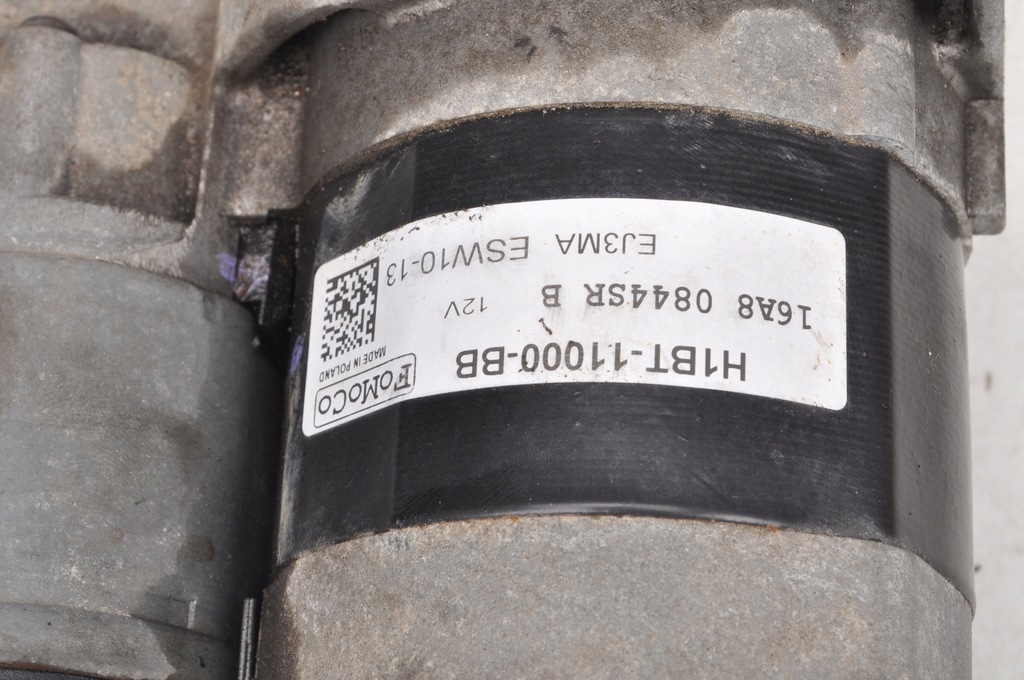 FoMoCo
MADE IN POLAND
H1BT-11000-BB
16A8 0844SR B 12V
EJ3MA ESW10-13